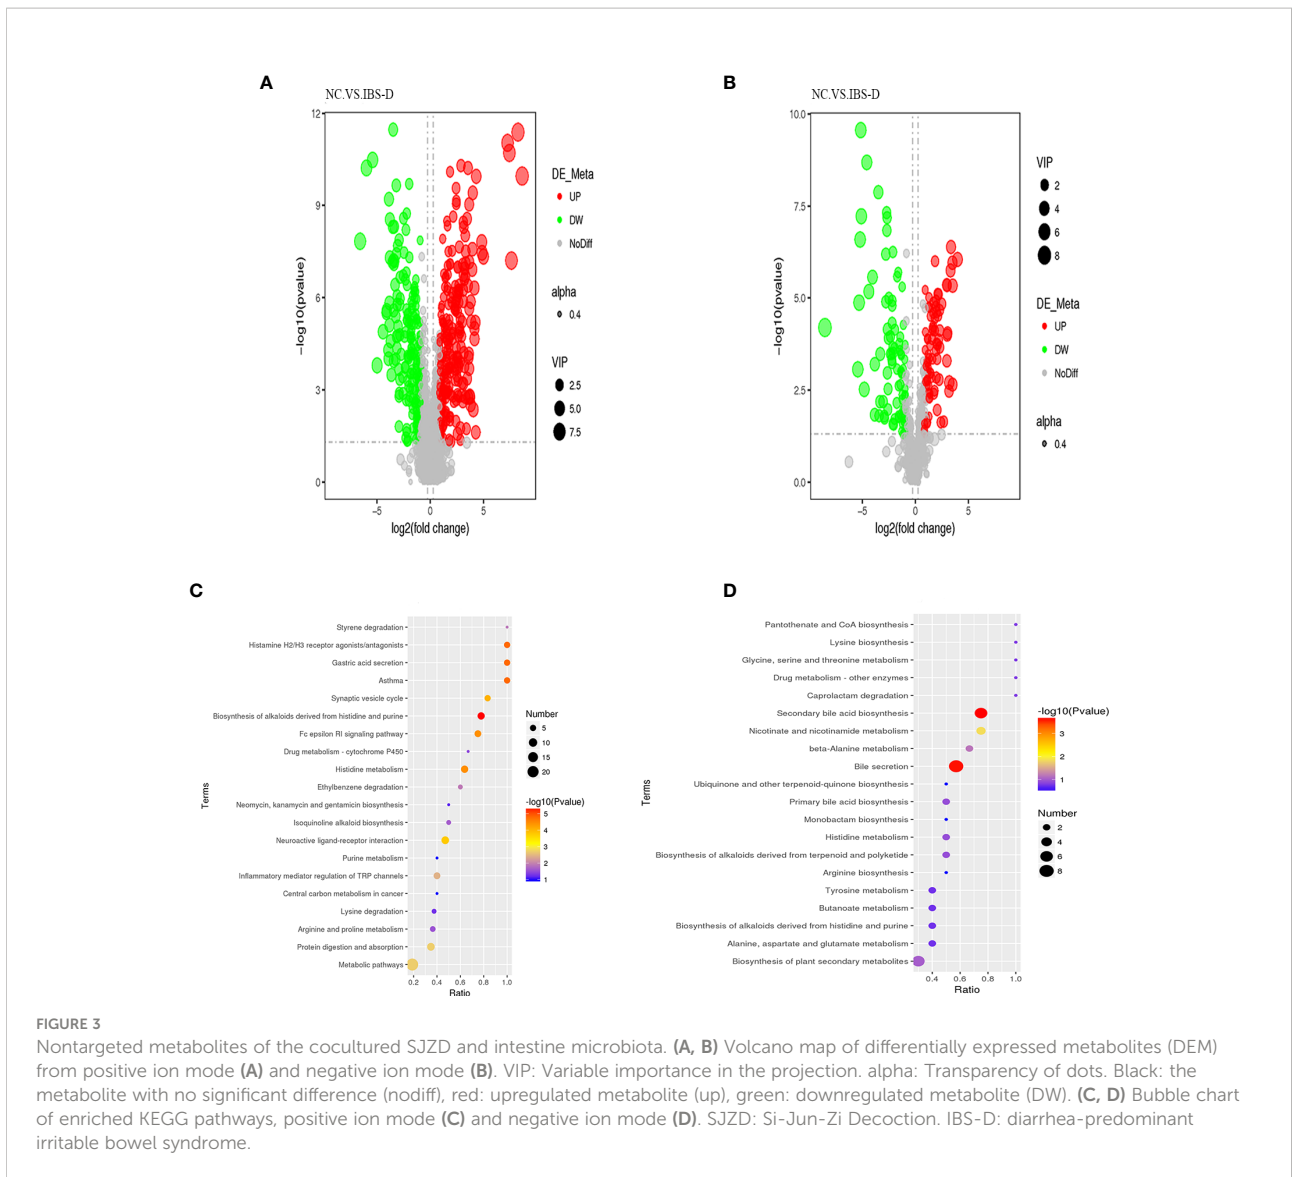 A
NC.VS.IBS-D
12
9
6
3
0
-log10(pvalue)
-5
0
5
log2(fold change)
DE_Meta
UP
DW
NoDiff
alpha
0.4
VIP
2.5
5.0
7.5
B
NC.VS.IBS-D
10.0
7.5
5.0
2.5
0.0
-log10(pvalue)
-5
0
5
log2(fold change)
VIP
2
4
6
8
DE_Meta
UP
DW
NoDiff
alpha
0.4
C
Terms
Styrene degradation
Histamine H2/H3 receptor agonists/antagonists
Gastric acid secretion
Asthma
Synaptic vesicle cycle
Biosynthesis of alkaloids derived from histidine and purine
Fc epsilon RI signaling pathway
Drug metabolism - cytochrome P450
Histidine metabolism
Ethylbenzene degradation
Neomycin, kanamycin and gentamicin biosynthesis
Isoquinoline alkaloid biosynthesis
Neuroactive ligand-receptor interaction
Purine metabolism
Inflammatory mediator regulation of TRP channels
Central carbon metabolism in cancer
Lysine degradation
Arginine and proline metabolism
Protein digestion and absorption
Metabolic pathways
0.2 0.4 0.6 0.8 1.0
Ratio
Number
5
10
15
20
-log10(Pvalue)
5
4
3
2
1
D
Terms
Pantothenate and CoA biosynthesis
Lysine biosynthesis
Glycine, serine and threonine metabolism
Drug metabolism - other enzymes
Caprolactam degradation
Secondary bile acid biosynthesis
Nicotinate and nicotinamide metabolism
beta-Alanine metabolism
Bile secretion
Ubiquinone and other terpenoid-quinone biosynthesis
Primary bile acid biosynthesis
Monobactam biosynthesis
Histidine metabolism
Biosynthesis of alkaloids derived from terpenoid and polyketide
Arginine biosynthesis
Tyrosine metabolism
Butanoate metabolism
Biosynthesis of alkaloids derived from histidine and purine
Alanine, aspartate and glutamate metabolism
Biosynthesis of plant secondary metabolites
0.4 0.6 0.8 1.0
Ratio
-log10(Pvalue)
3
2
1
Number
2
4
6
8
FIGURE 3
Nontargeted metabolites of the cocultured SJZD and intestine microbiota. (A, B) Volcano map of differentially expressed metabolites (DEM)
from positive ion mode (A) and negative ion mode (B). VIP: Variable importance in the projection. alpha: Transparency of dots. Black: the
metabolite with no significant difference (nodiff), red: upregulated metabolite (up), green: downregulated metabolite (DW). (C, D) Bubble chart
of enriched KEGG pathways, positive ion mode (C) and negative ion mode (D). SJZD: Si-Jun-Zi Decoction. IBS-D: diarrhea-predominant
irritable bowel syndrome.